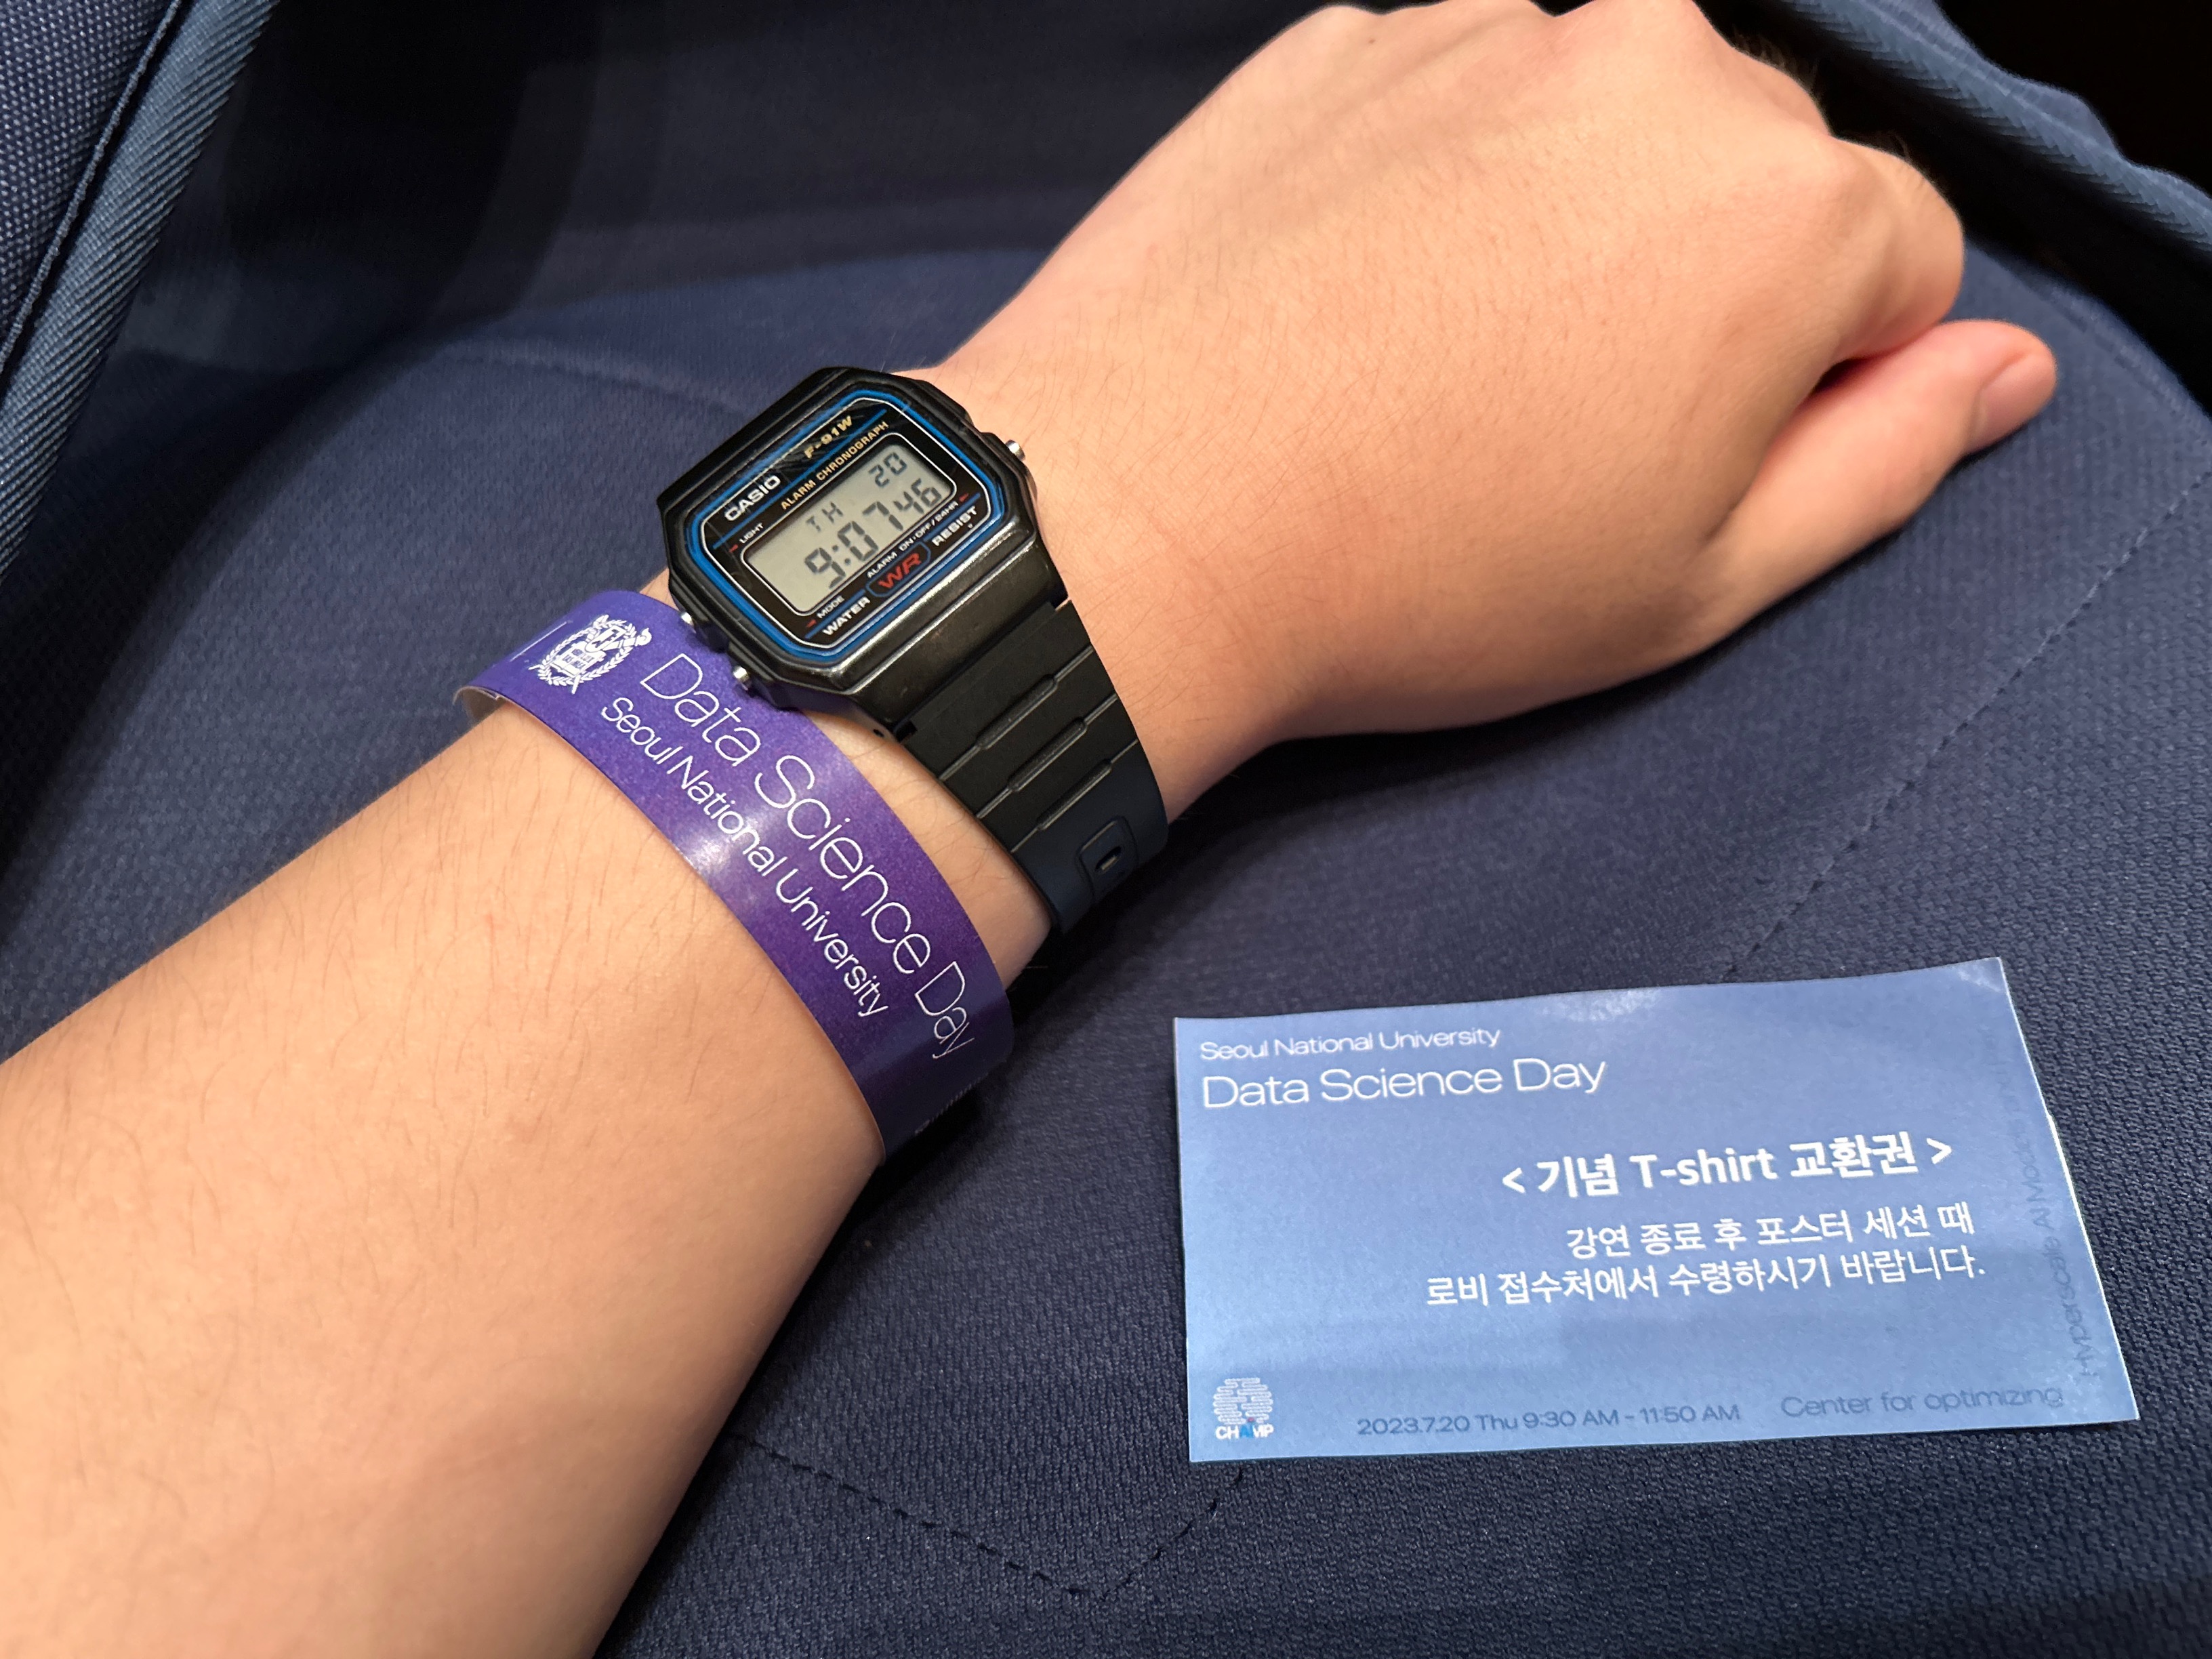 CASIO
F-91W
ALARM CHRONOGRAPH
LIGHT
TH 20
9:07 46
ALARM ON·OFF/24HR
MODE
WATER WR RESIST
Data Science Day
Seoul National University
Seoul National University
Data Science Day
< 기념 T-shirt 교환권 >
강연 종료 후 포스터 세션 때
로비 접수처에서 수령하시기 바랍니다.
CHAMP
2023.7.20 Thu 9:30 AM - 11:50 AM
Center for optimizing
Hyperscale AI Models